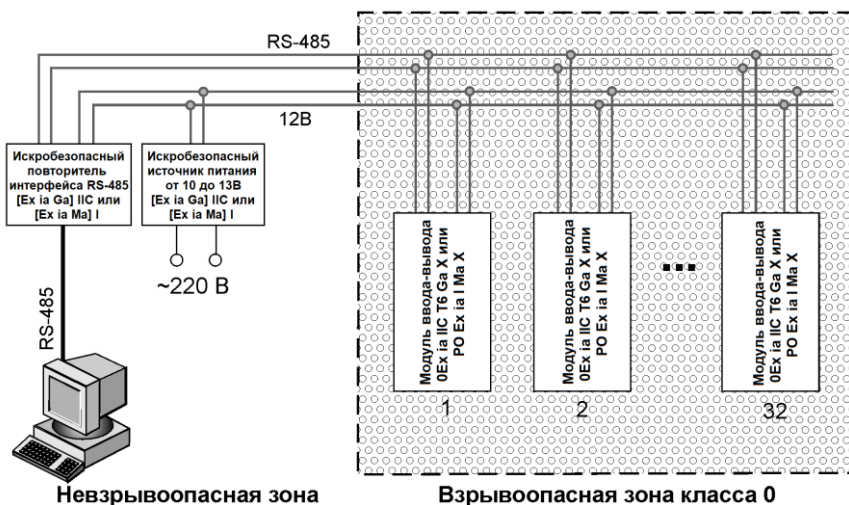 RS-485
12В
Искробезопасный
повторитель
интерфейса RS-485
[Ex ia Ga] IIC или
[Ex ia Ma] I
Искробезопасный
источник питания
от 10 до 13В
[Ex ia Ga] IIC или
[Ex ia Ma] I
~220 В
RS-485
Модуль ввода-вывода
0Ex ia IIC T6 Ga X или
PO Ex ia I Ma X
1
Модуль ввода-вывода
0Ex ia IIC T6 Ga X или
PO Ex ia I Ma X
2
Модуль ввода-вывода
0Ex ia IIC T6 Ga X или
PO Ex ia I Ma X
32
Невзрывоопасная зона
Взрывоопасная зона класса 0